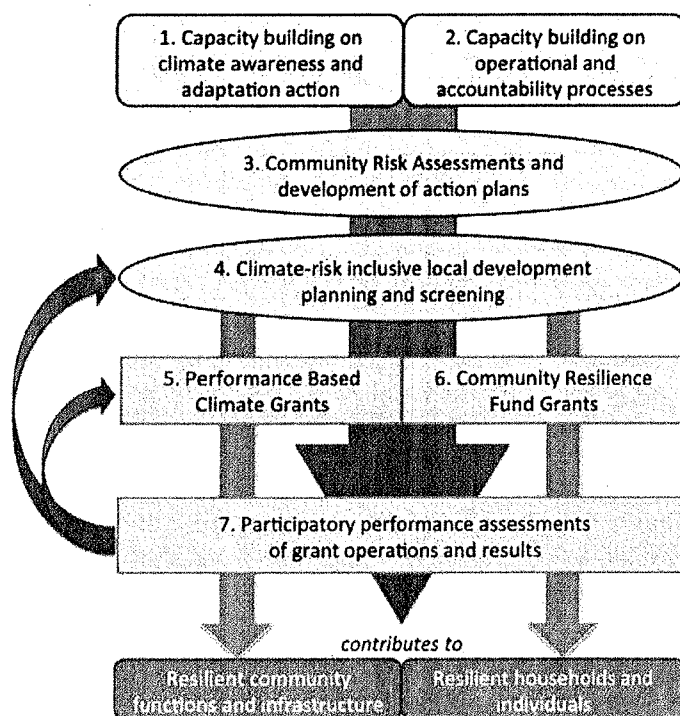 1. Capacity building on
climate awareness and
adaptation action
2. Capacity building on
operational and
accountability processes
3. Community Risk Assessments and
development of action plans
4. Climate-risk inclusive local development
planning and screening
5. Performance Based
Climate Grants
6. Community Resilience
Fund Grants
7. Participatory performance assessments
of grant operations and results
contributes to
Resilient community
functions and infrastructure
Resilient households and
individuals